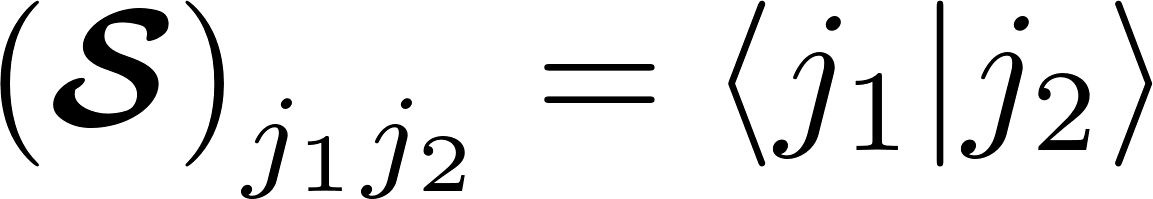 (𝓢)_{j_1 j_2} = ⟨j_1|j_2⟩